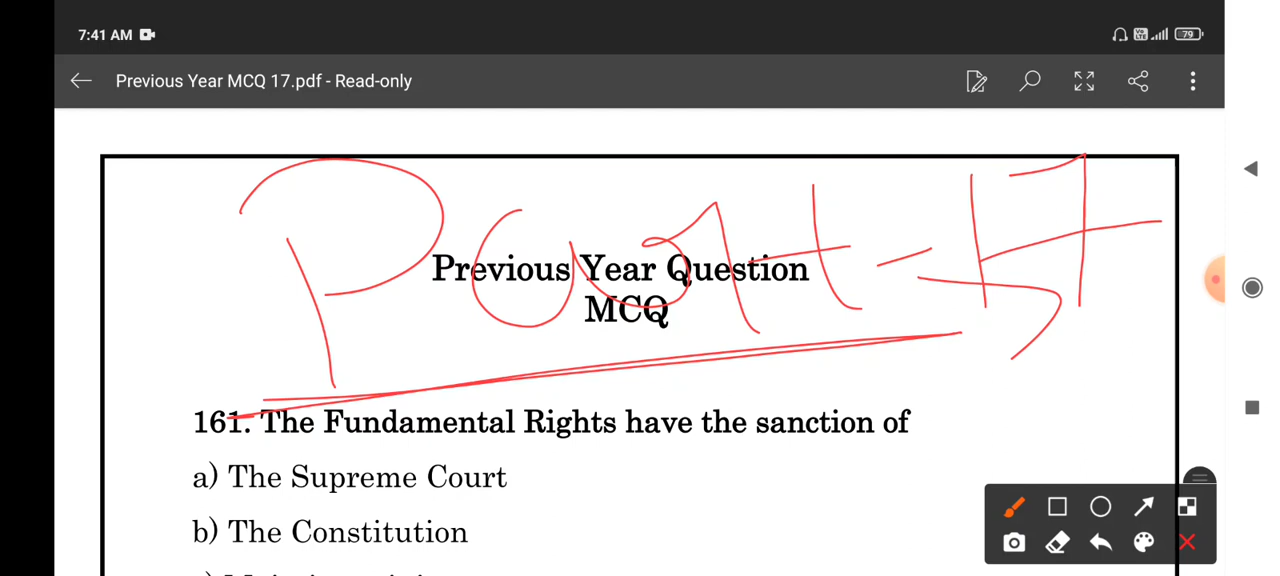 7:41 AM
79
Previous Year MCQ 17.pdf - Read-only
Part-17
Previous Year Question
MCQ
161. The Fundamental Rights have the sanction of
a) The Supreme Court
b) The Constitution